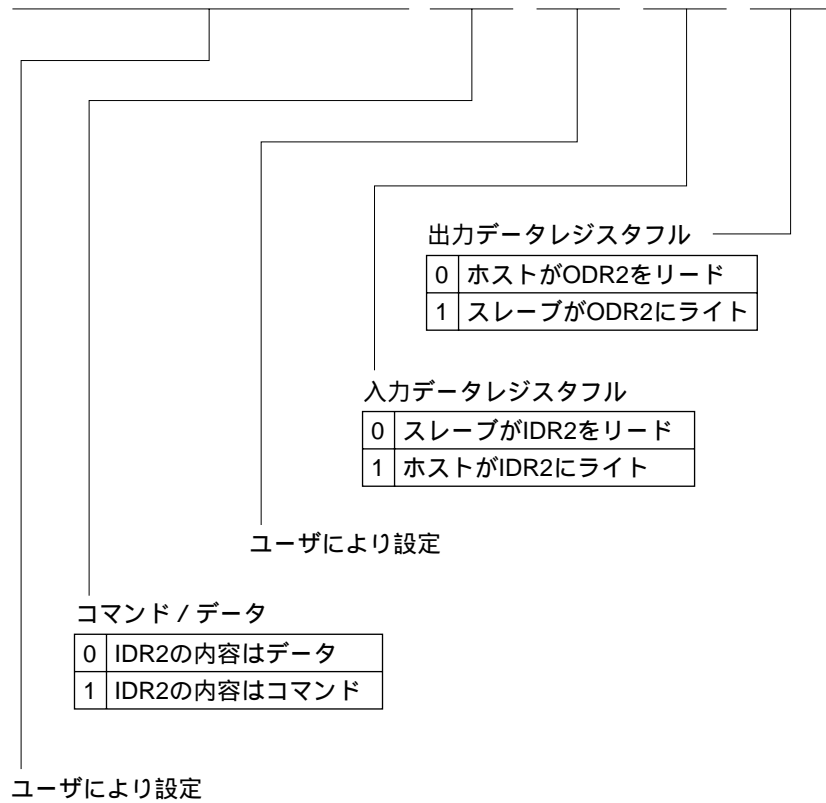 出力データレジスタフル
0 ホストがODR2をリード
1 スレーブがODR2にライト
入力データレジスタフル
0 スレーブがIDR2をリード
1 ホストがIDR2にライト
ユーザにより設定
コマンド / データ
0 IDR2の内容はデータ
1 IDR2の内容はコマンド
ユーザにより設定